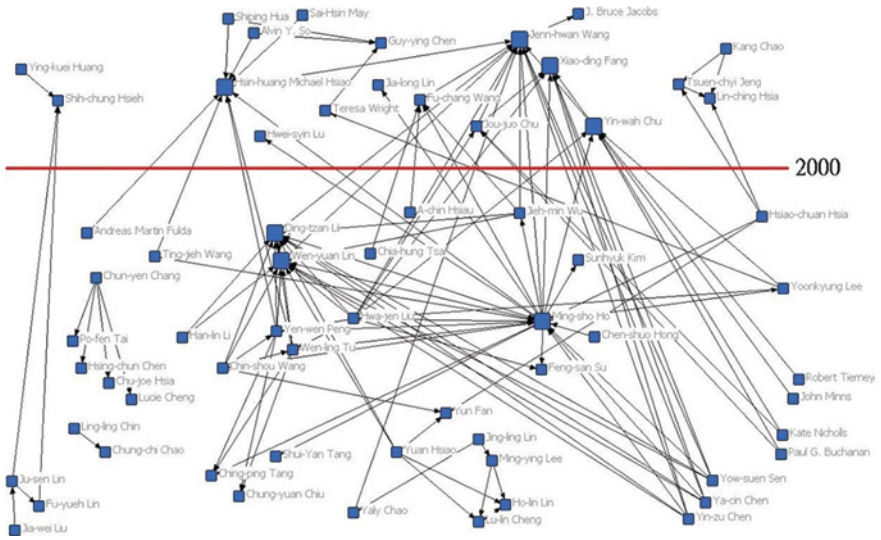 Shiping Hua
Sai-Hsin May
Alvin Y. So
J. Bruce Jacobs
Guy-ying Chen
Jenn-hwan Wang
Kang Chao
Ying-kuei Huang
Xiao-ding Fang
Hsin-huang Michael Hsiao
Jia-long Lin
Tsuen-chyi Jeng
Shih-chung Hsieh
Fu-chang Wang
Lin-ching Hsia
Teresa Wright
Jou-juo Chu
Yin-wah Chu
Hwei-syin Lu
2000
A-chin Hsiau
Jieh-min Wu
Hsiao-chuan Hsia
Andreas Martin Fulda
Ding-tzan Lii
Ting-jieh Wang
Chia-hung Tsai
Wen-yuan Lin
Sunhyuk Kim
Chun-yen Chang
Yoonkyung Lee
Hwa-jen Liu
Ming-sho Ho
Yen-wen Peng
Han-lin Li
Chen-shuo Hong
Po-fen Tai
Wen-ling Tu
Hsing-chun Chen
Chin-shou Wang
Feng-san Su
Chu-joe Hsia
Robert Tierney
Lucie Cheng
John Minns
Yun Fan
Ling-ling Chin
Kate Nicholls
Jing-ling Lin
Chung-chi Chao
Yuan Hsiao
Shui-Yan Tang
Paul G. Buchanan
Ming-ying Lee
Ching-ping Tang
Ju-sen Lin
Yow-suen Sen
Chung-yuan Chiu
Ya-cin Chen
Fu-yueh Lin
Ho-lin Lin
Yaly Chao
Yin-zu Chen
Lu-lin Cheng
Jia-wei Liu